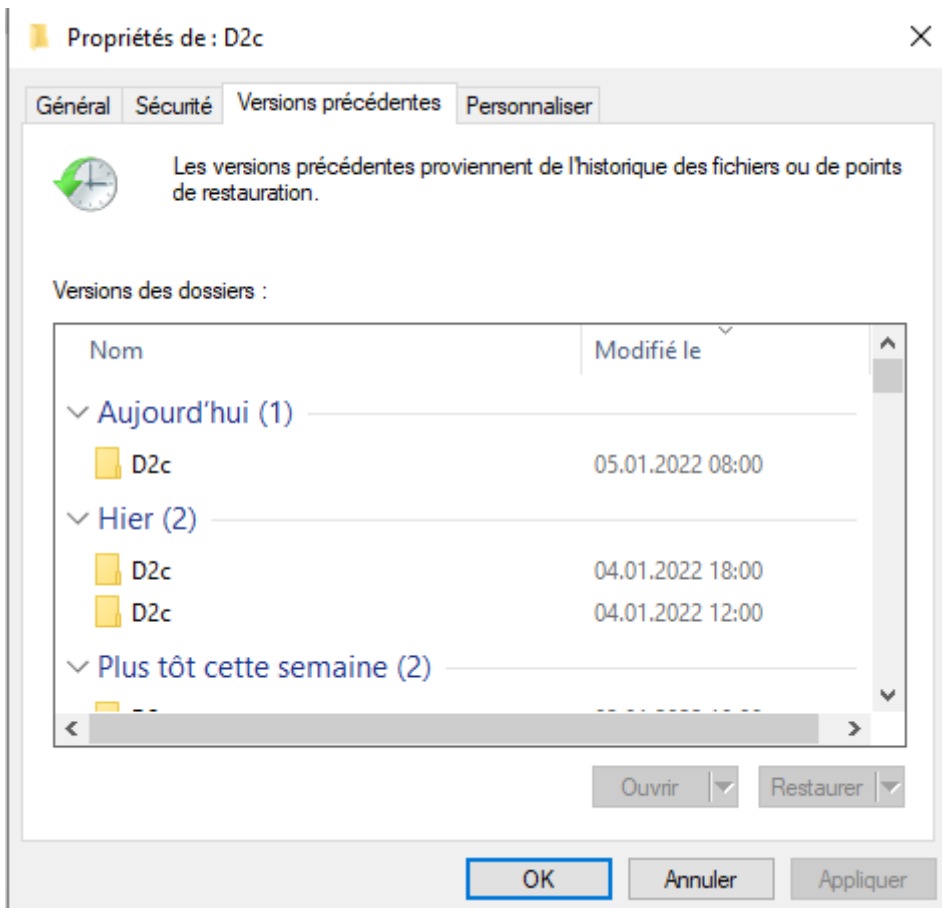 Propriétés de : D2c
Général Sécurité Versions précédentes Personnaliser
Les versions précédentes proviennent de l'historique des fichiers ou de points
de restauration.
Versions des dossiers :
Nom Modifié le
Aujourd'hui (1)
D2c 05.01.2022 08:00
Hier (2)
D2c 04.01.2022 18:00
D2c 04.01.2022 12:00
Plus tôt cette semaine (2)
Ouvrir Restaurer
OK Annuler Appliquer